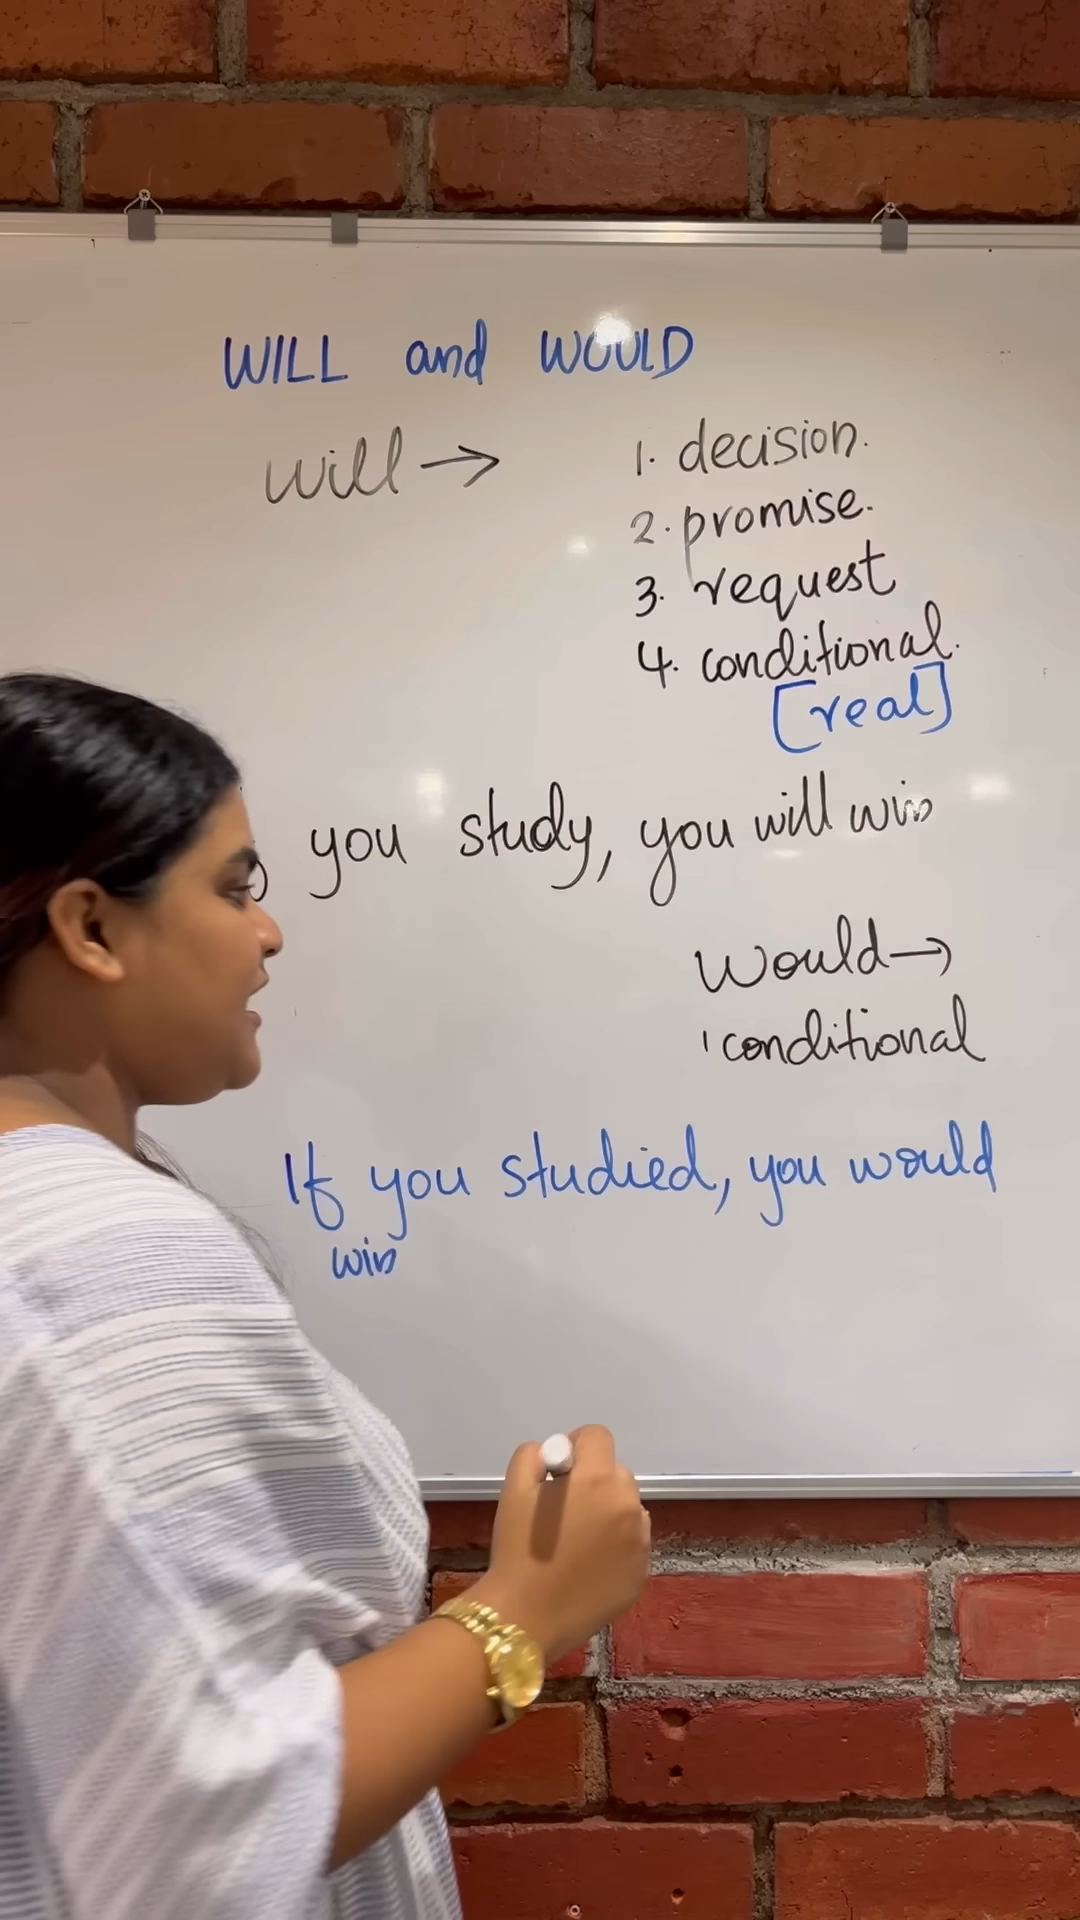 WILL and WOULD
will → 1. decision.
2. promise.
3. request
4. conditional.
[real]
you study, you will win
would →
1 conditional
If you studied, you would
win